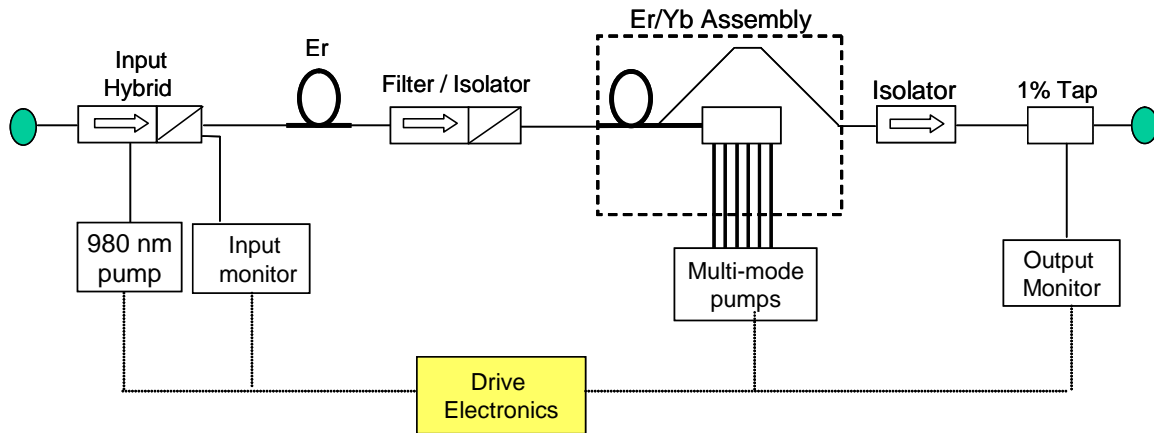 Er/Yb Assembly
Input
Hybrid
Er
Filter / Isolator
Isolator
1% Tap
980 nm
pump
Input
monitor
Multi-mode
pumps
Output
Monitor
Drive
Electronics